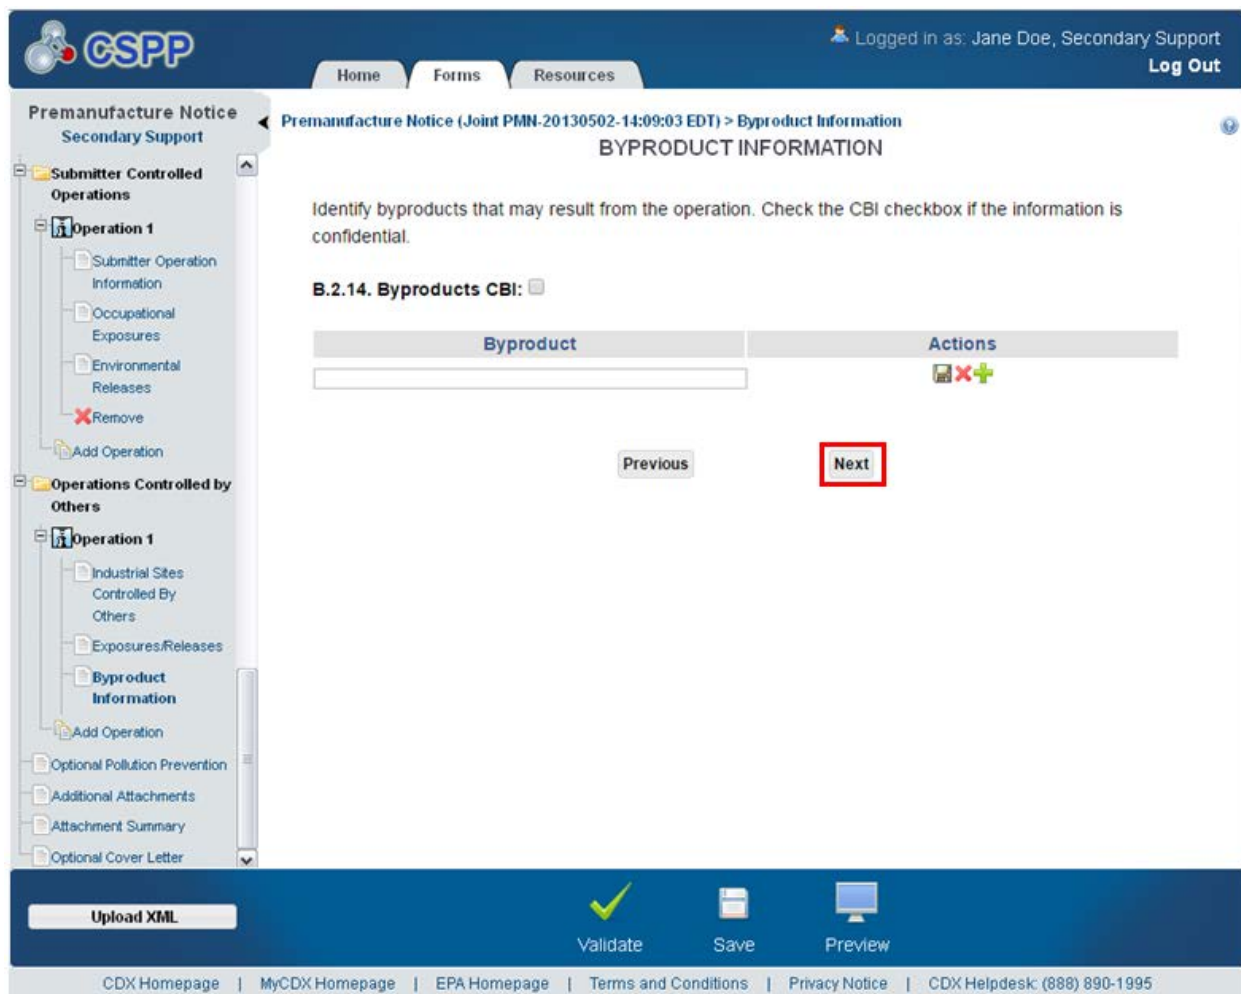 CSPP
Logged in as: Jane Doe, Secondary Support
Log Out
Home
Forms
Resources
Premanufacture Notice
Secondary Support
Submitter Controlled
Operations
Operation 1
Submitter Operation
Information
Occupational
Exposures
Environmental
Releases
Remove
Add Operation
Operations Controlled by
Others
Operation 1
Industrial Sites
Controlled By
Others
Exposures/Releases
Byproduct
Information
Add Operation
Optional Pollution Prevention
Additional Attachments
Attachment Summary
Optional Cover Letter
Premanufacture Notice (Joint PMN-20130502-14:09:03 EDT) > Byproduct Information
BYPRODUCT INFORMATION
Identify byproducts that may result from the operation. Check the CBI checkbox if the information is
confidential.
B.2.14. Byproducts CBI:
Byproduct
Actions
Previous
Next
Upload XML
Validate
Save
Preview
CDX Homepage | MyCDX Homepage | EPA Homepage | Terms and Conditions | Privacy Notice | CDX Helpdesk: (888) 890-1995